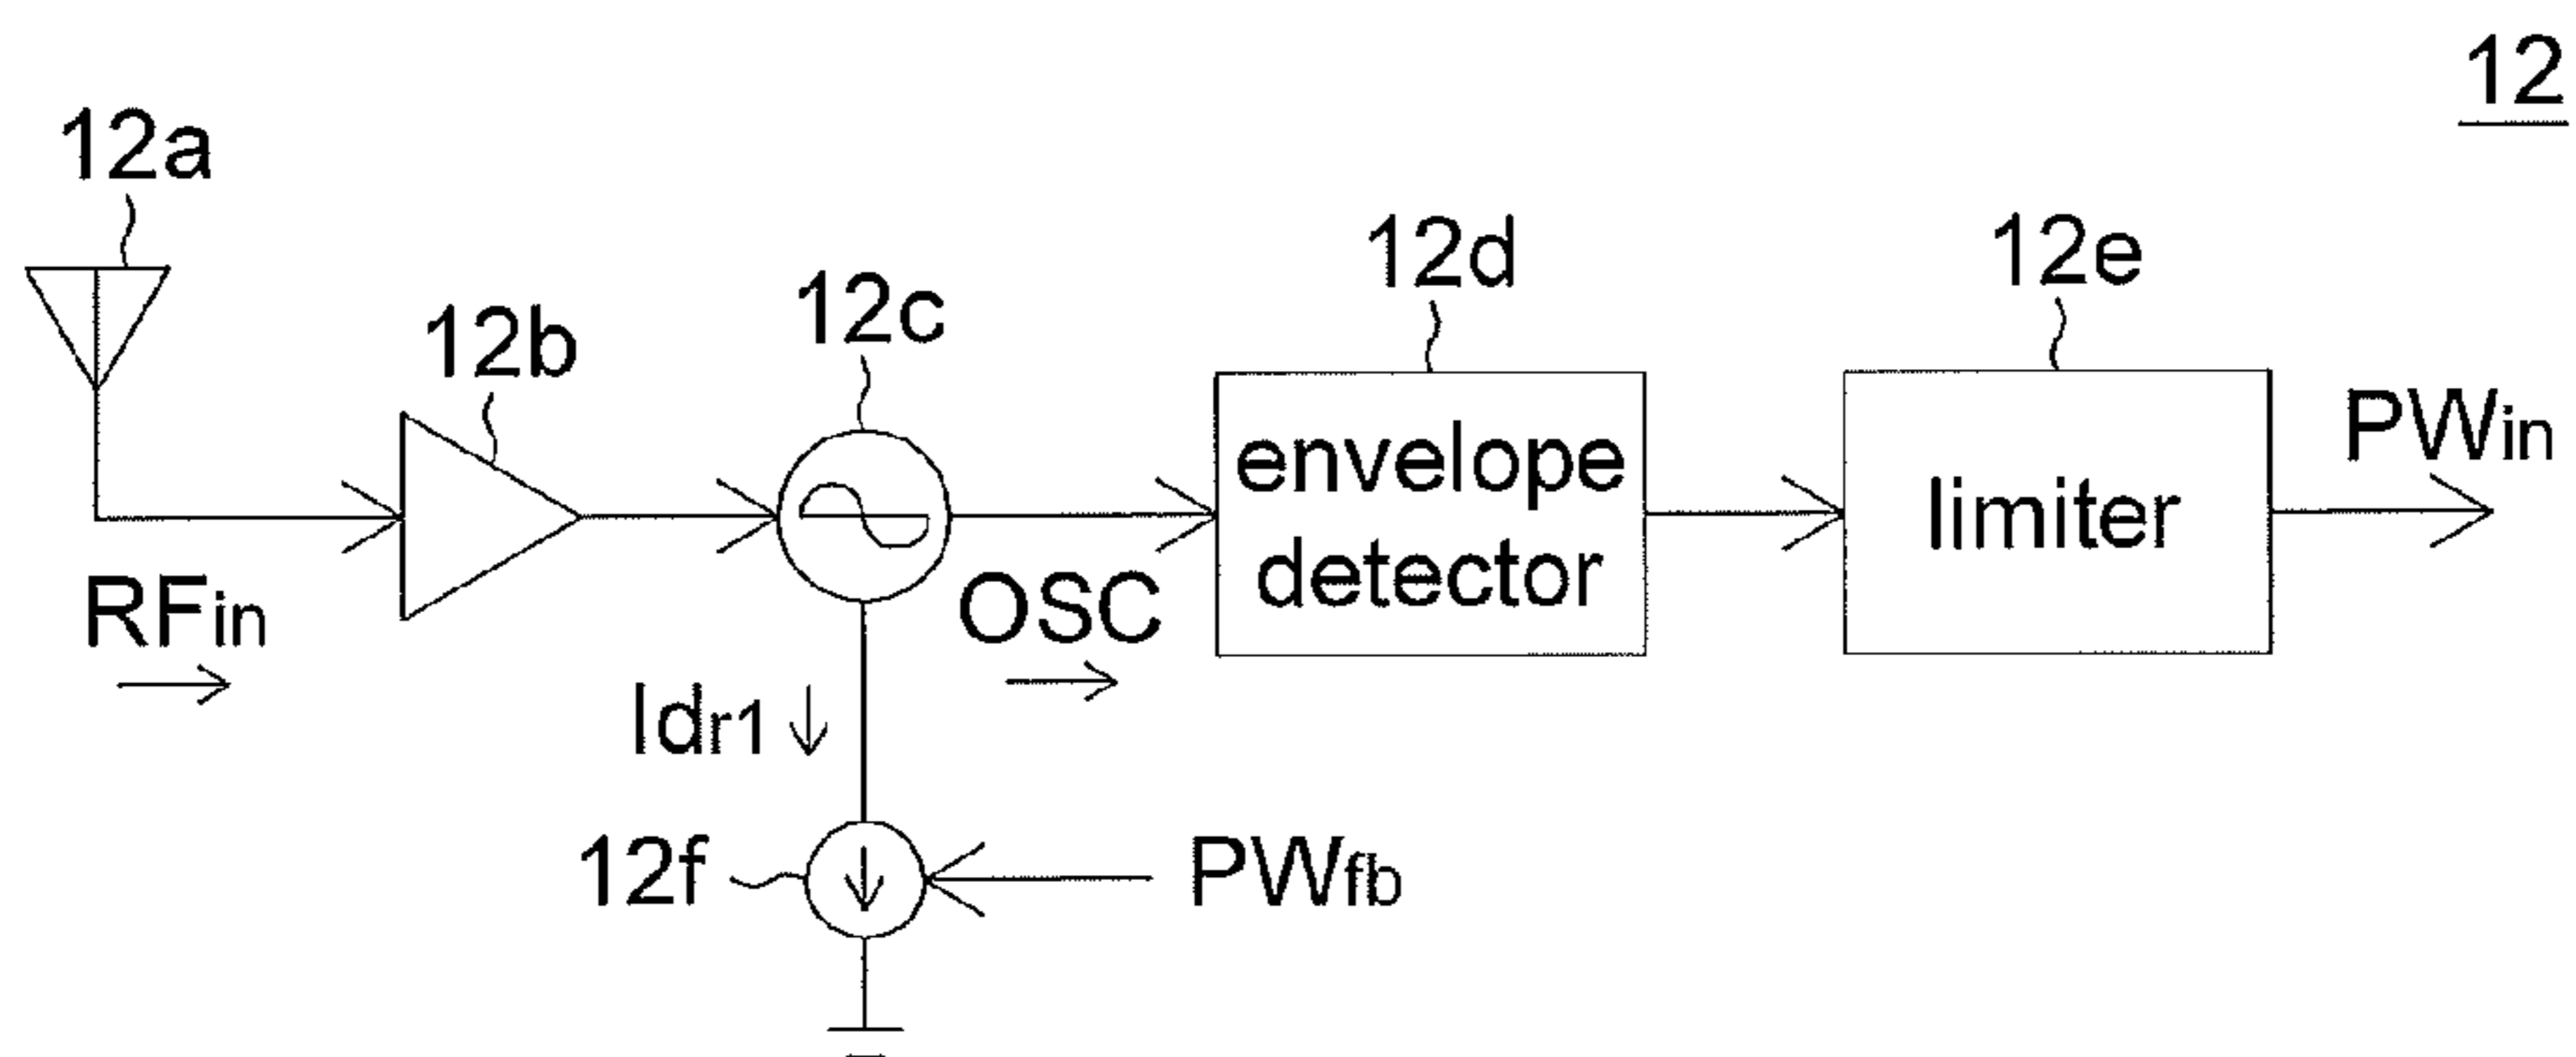 12
12a
12b
12c
12d
12e
envelope
detector
limiter
PWin
RFin
OSC
Idr1
12f
PWfb